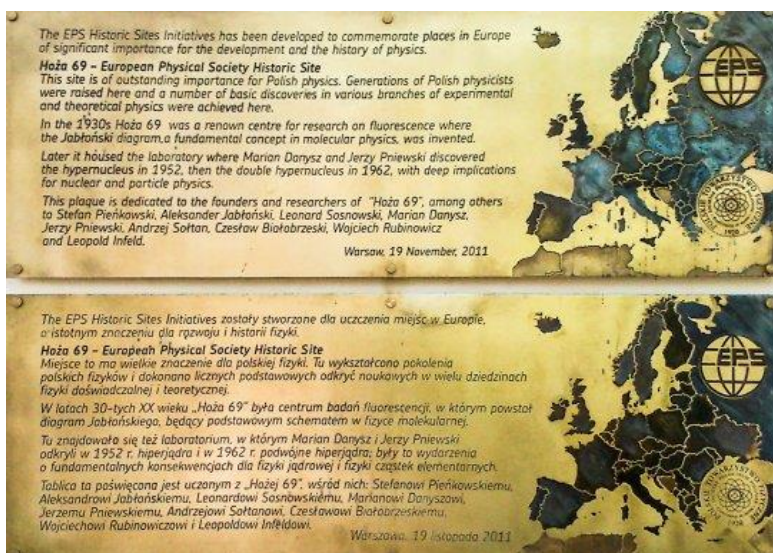 The EPS Historic Sites Initiatives has been developed to commemorate places in Europe
of significant importance for the development and the history of physics.
Hoża 69 – European Physical Society Historic Site
This site is of outstanding importance for Polish physics. Generations of Polish physicists
were raised here and a number of basic discoveries in various branches of experimental
and theoretical physics were achieved here.
In the 1930s Hoża 69 was a renown centre for research on fluorescence where
the Jabłoński diagram,a fundamental concept in molecular physics, was invented.
Later it housed the laboratory where Marian Danysz and Jerzy Pniewski discovered
the hypernucleus in 1952, then the double hypernucleus in 1962, with deep implications
for nuclear and particle physics.
This plaque is dedicated to the founders and researchers of "Hoża 69", among others
to Stefan Pieńkowski, Aleksander Jabłoński, Leonard Sosnowski, Marian Danysz,
Jerzy Pniewski, Andrzej Sołtan, Czesław Białobrzeski, Wojciech Rubinowicz
and Leopold Infeld.
Warsaw, 19 November, 2011
EPS
POLSKIE TOWARZYSTWO FIZYCZNE
1920
The EPS Historic Sites Initiatives zostały stworzone dla uczczenia miejsc w Europie,
o istotnym znaczeniu dla rozwoju i historii fizyki.
Hoża 69 – European Physical Society Historic Site
Miejsce to ma wielkie znaczenie dla polskiej fizyki. Tu wykształcono pokolenia
polskich fizyków i dokonano licznych podstawowych odkryć naukowych w wielu dziedzinach
fizyki doświadczalnej i teoretycznej.
W latach 30-tych XX wieku „Hoża 69" była centrum badań fluorescencji, w którym powstał
diagram Jabłońskiego, będący podstawowym schematem w fizyce molekularnej.
Tu znajdowało się też laboratorium, w którym Marian Danysz i Jerzy Pniewski
odkryli w 1952 r. hiperjądra i w 1962 r. podwójne hiperjądra; były to wydarzenia
o fundamentalnych konsekwencjach dla fizyki jądrowej i fizyki cząstek elementarnych.
Tablica ta poświęcona jest uczonym z „Hożej 69", wśród nich: Stefanowi Pieńkowskiemu,
Aleksandrowi Jabłońskiemu, Leonardowi Sosnowskiemu, Marianowi Danyszowi,
Jerzemu Pniewskiemu, Andrzejowi Sołtanowi, Czesławowi Białobrzeskiemu,
Wojciechowi Rubinowiczowi i Leopoldowi Infeldowi.
Warszawa, 19 listopada 2011
EPS
POLSKIE TOWARZYSTWO FIZYCZNE
1920